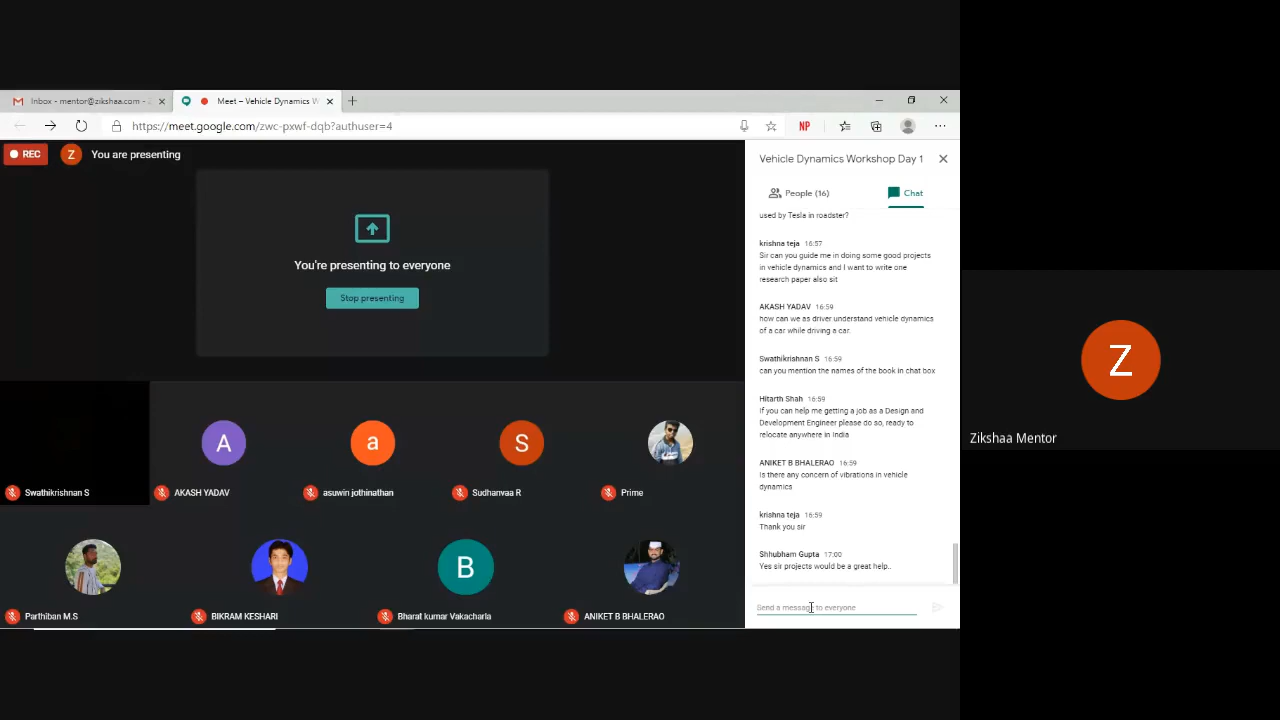 Inbox - mentor@zikshaa.com -
Meet – Vehicle Dynamics W
https://meet.google.com/zwc-pxwf-dqb?authuser=4
NP
REC
Z
You are presenting
You're presenting to everyone
Stop presenting
Vehicle Dynamics Workshop Day 1
People (16)
Chat
used by Tesla in roadster?
krishna teja 16:57
Sir can you guide me in doing some good projects
in vehicle dynamics and I want to write one
research paper also sit
AKASH YADAV 16:59
how can we as driver understand vehicle dynamics
of a car while driving a car.
Swathikrishnan S 16:59
can you mention the names of the book in chat box
Hitarth Shah 16:59
If you can help me getting a job as a Design and
Development Engineer please do so, ready to
relocate anywhere in India
ANIKET B BHALERAO 16:59
Is there any concern of vibrations in vehicle
dynamics
krishna teja 16:59
Thank you sir
Shhubham Gupta 17:00
Yes sir projects would be a great help..
Send a message to everyone
A
a
S
Swathikrishnan S
AKASH YADAV
asuwin jothinathan
Sudhanvaa R
Prime
B
Parthiban M.S
BIKRAM KESHARI
Bharat kumar Vakacharla
ANIKET B BHALERAO
Z
Zikshaa Mentor